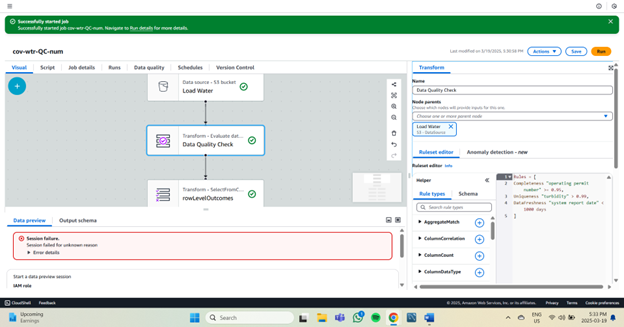 Successfully started job
Successfully started job cov-wtr-QC-num. Navigate to Run details for more details.
cov-wtr-QC-num
Last modified on 3/19/2025, 5:30:58 PM
Actions
Save
Run
Visual
Script
Job details
Runs
Data quality
Schedules
Version Control
Data source - S3 bucket
Load Water
Transform - Evaluate dat...
Data Quality Check
Transform - SelectFromC...
rowLevelOutcomes
Data preview
Output schema
Session failure.
Session failed for unknown reason
Error details
Start a data preview session
IAM role
Transform
Name
Data Quality Check
Node parents
Choose which nodes will provide inputs for this one.
Choose one or more parent node
Load Water
S3 - DataSource
Ruleset editor
Anomaly detection - new
Ruleset editor Info
Helper
Rule types
Schema
Search rule types
AggregateMatch
ColumnCorrelation
ColumnCount
ColumnDataType
1 Rules = [
Completeness "operating permit
number" <= 0.95,
2 Uniqueness "turbidity" > 0.99,
3 DataFreshness "system report date" <
1000 days
4 ]
CloudShell
Feedback
© 2025, Amazon Web Services, Inc. or its affiliates.
Privacy
Terms
Cookie preferences
Upcoming
Earnings
Search
ENG
US
5:33 PM
2025-03-19